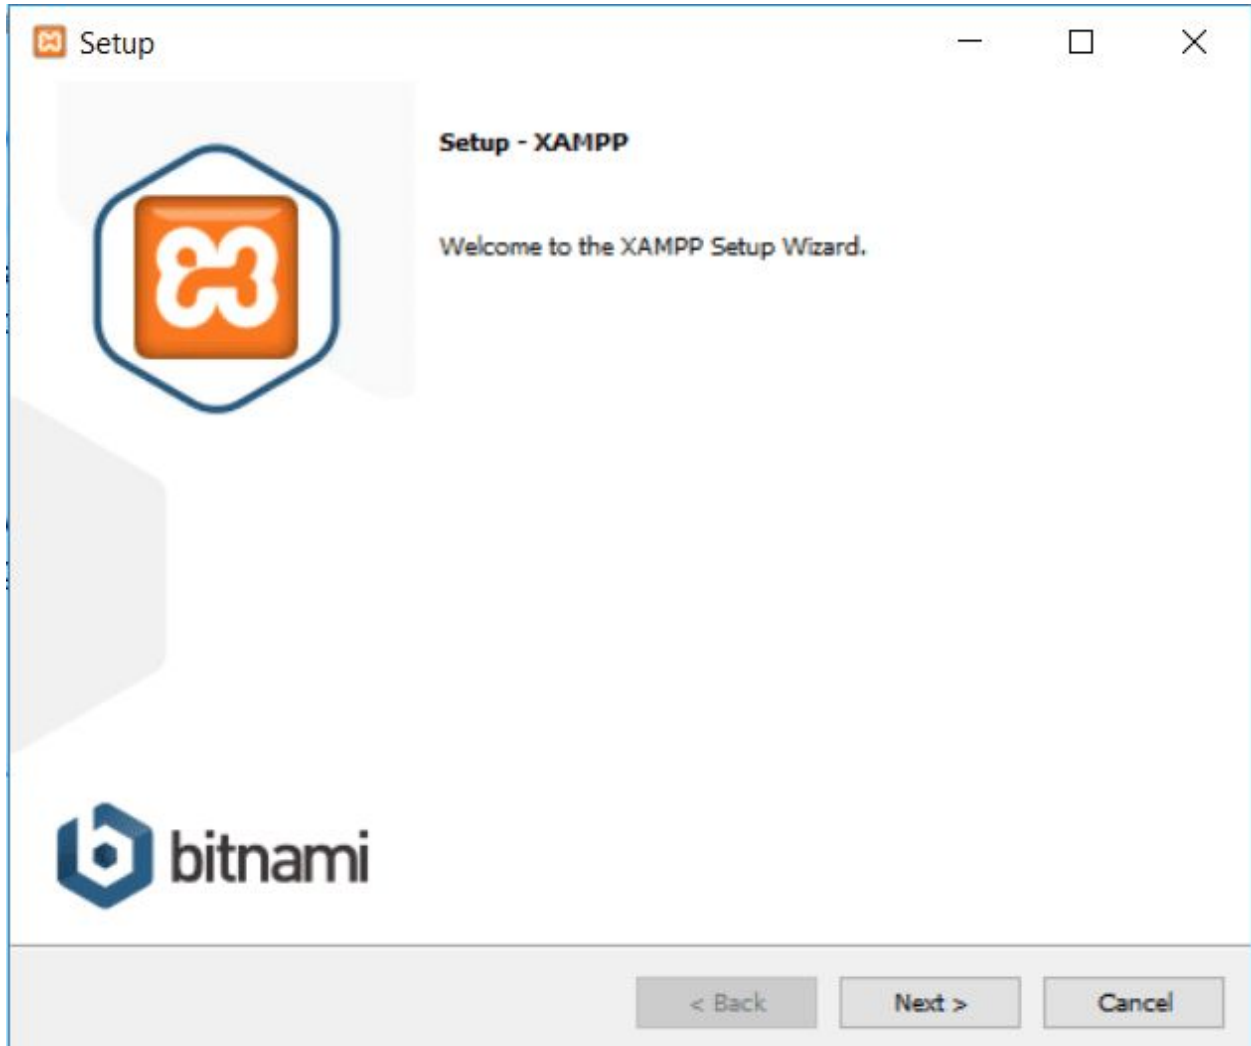 Setup
Setup - XAMPP
Welcome to the XAMPP Setup Wizard.
bitnami
< Back
Next >
Cancel